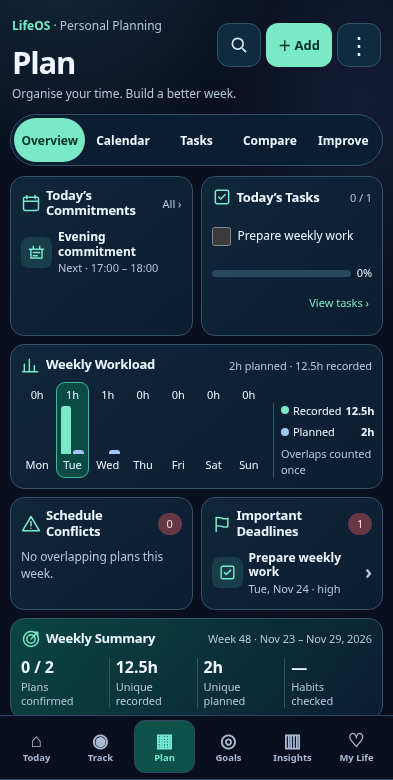 LifeOS · Personal Planning
Plan
+ Add
Organise your time. Build a better week.
Overview Calendar Tasks Compare Improve
Today's Commitments
All ›
Evening commitment
Next · 17:00 – 18:00
Today's Tasks
0 / 1
Prepare weekly work
0%
View tasks ›
Weekly Workload
2h planned · 12.5h recorded
0h 1h 1h 0h 0h 0h 0h
Mon Tue Wed Thu Fri Sat Sun
Recorded 12.5h
Planned 2h
Overlaps counted
once
Schedule
Conflicts
0
No overlapping plans this
week.
Important
Deadlines
1
Prepare weekly
work
Tue, Nov 24 · high
Weekly Summary
Week 48 · Nov 23 – Nov 29, 2026
0 / 2
Plans
confirmed
12.5h
Unique
recorded
2h
Unique
planned
—
Habits
checked
Today Track Plan Goals Insights My Life